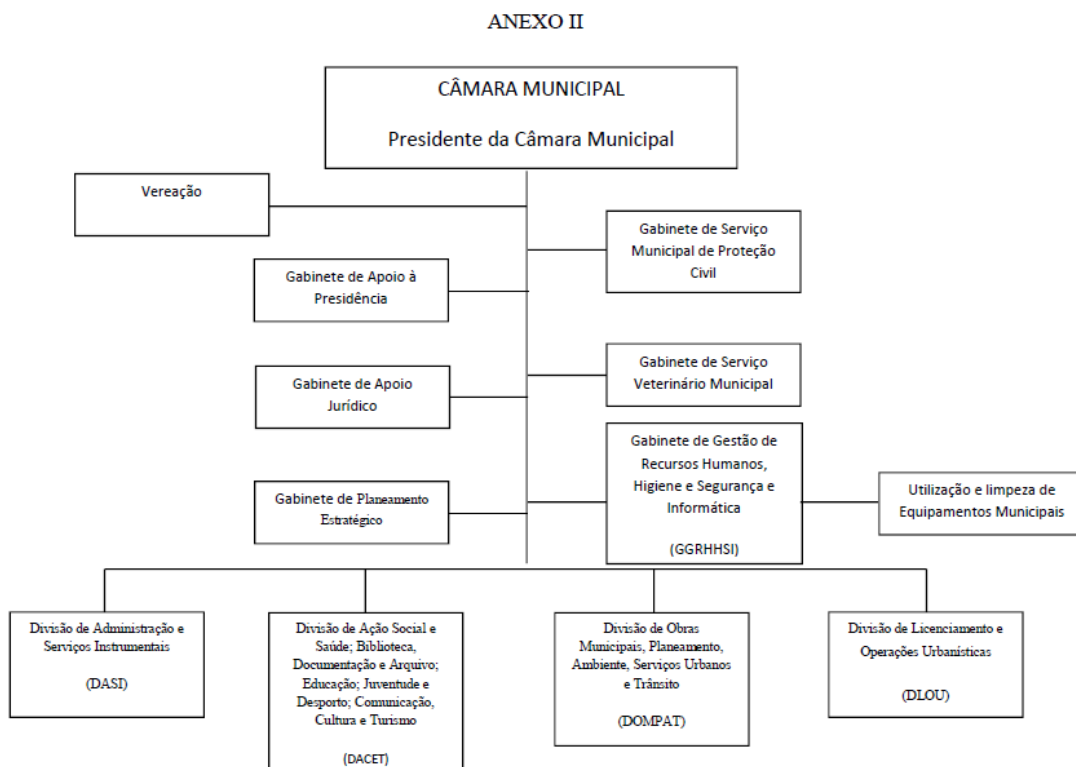 ANEXO II
CÂMARA MUNICIPAL
Presidente da Câmara Municipal
Vereação
Gabinete de Serviço
Municipal de Proteção
Civil
Gabinete de Apoio à
Presidência
Gabinete de Serviço
Veterinário Municipal
Gabinete de Apoio
Jurídico
Gabinete de Gestão de
Recursos Humanos,
Higiene e Segurança e
Informática
(GGRHHSI)
Utilização e limpeza de
Equipamentos Municipais
Gabinete de Planeamento
Estratégico
Divisão de Administração e
Serviços Instrumentais
(DASI)
Divisão de Ação Social e
Saúde; Biblioteca,
Documentação e Arquivo;
Educação; Juventude e
Desporto; Comunicação,
Cultura e Turismo
(DACET)
Divisão de Obras
Municipais, Planeamento,
Ambiente, Serviços Urbanos
e Trânsito
(DOMPAT)
Divisão de Licenciamento e
Operações Urbanísticas
(DLOU)